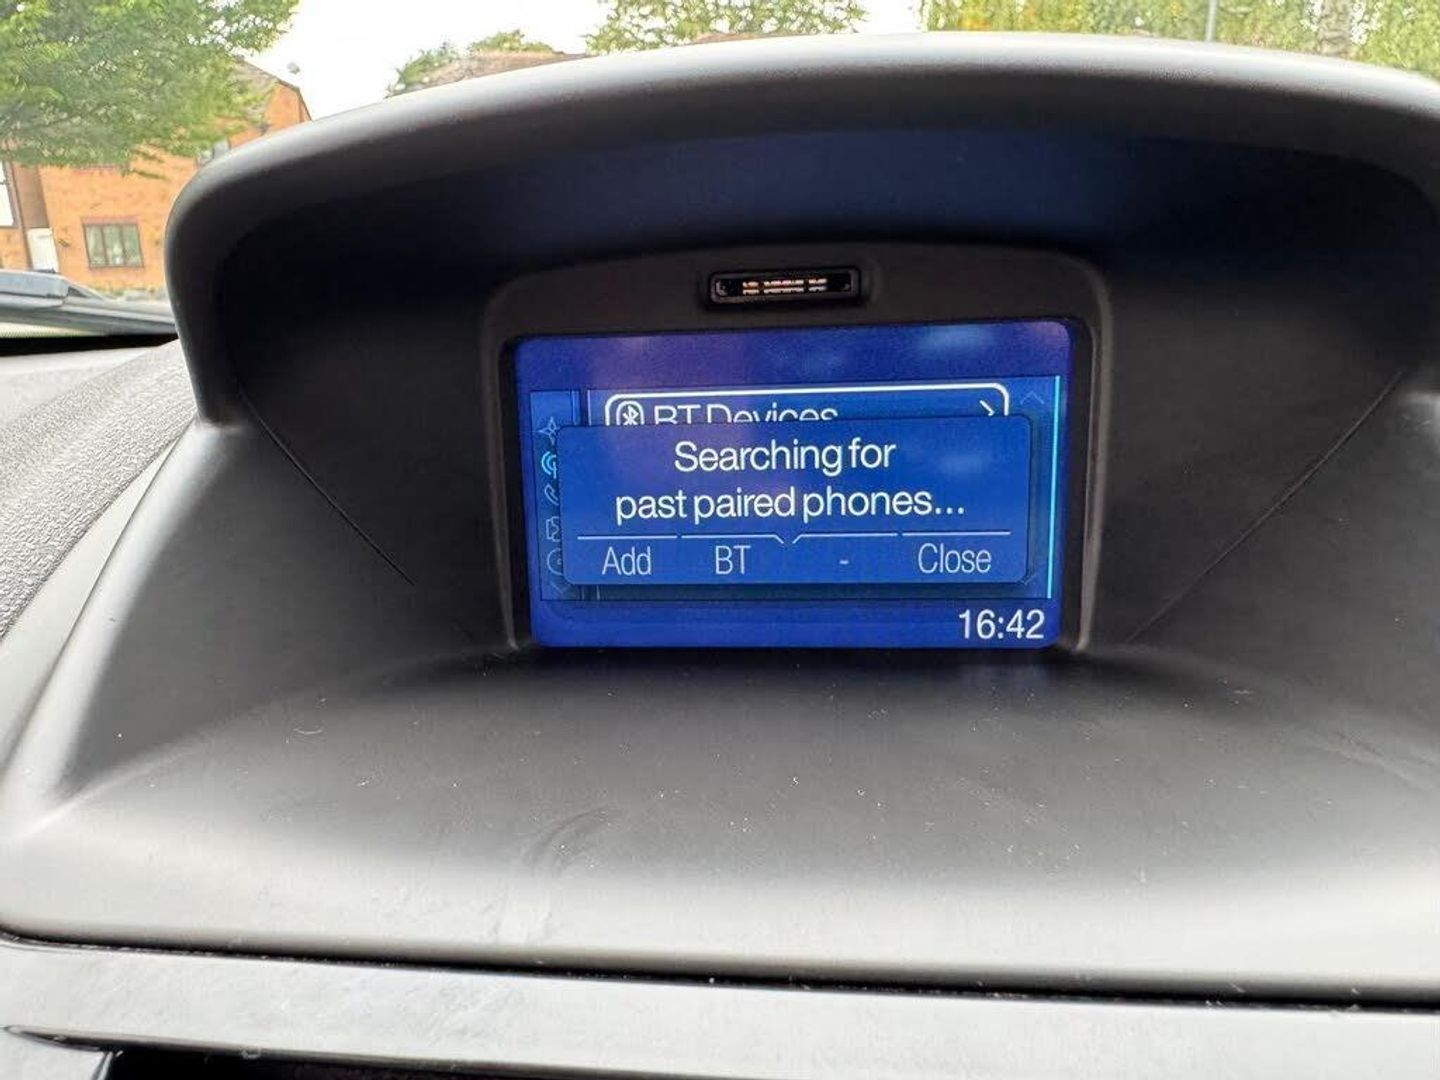 BT Devices
Searching for
past paired phones...
Add BT - Close
16:42